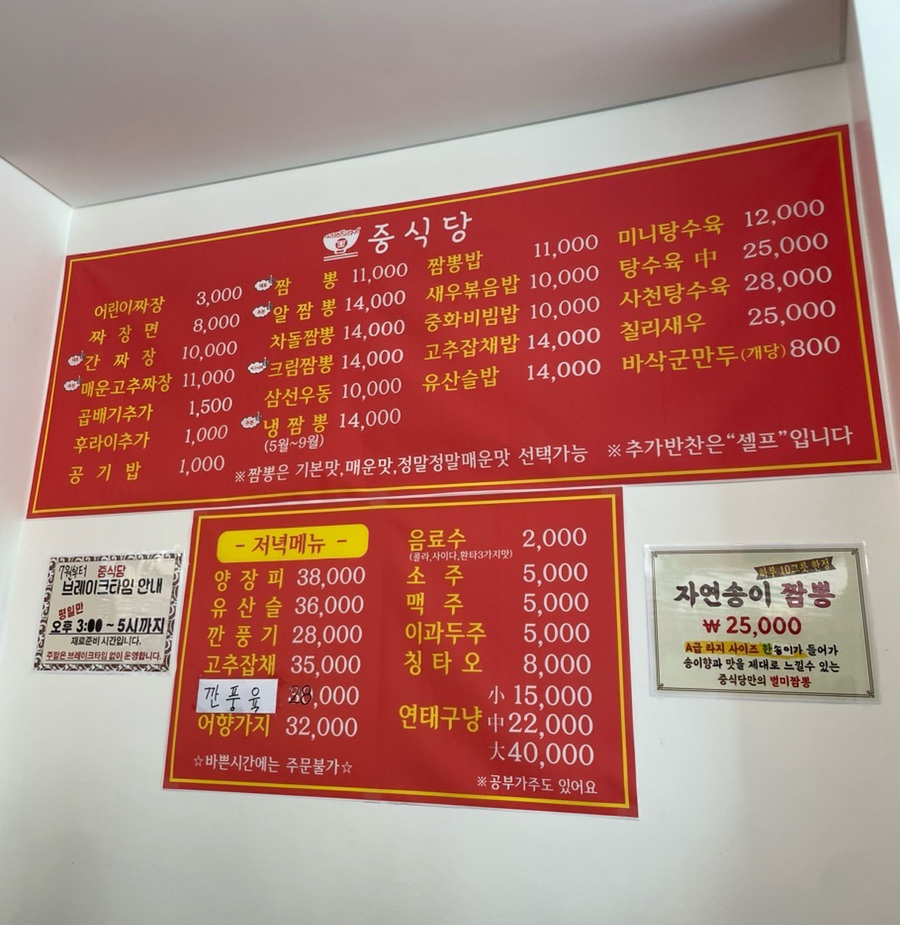 중식당
어린이짜장 3,000
짜장면 8,000
간짜장 10,000
매운고추짜장 11,000
곱배기추가 1,500
후라이추가 1,000
공기밥 1,000
짬뽕 11,000
알짬뽕 14,000
차돌짬뽕 14,000
크림짬뽕 14,000
삼선우동 10,000
냉짬뽕 14,000
(5월~9월)
짬뽕밥 11,000
새우볶음밥 10,000
중화비빔밥 10,000
고추잡채밥 14,000
유산슬밥 14,000
미니탕수육 12,000
탕수육 中 25,000
사천탕수육 28,000
칠리새우 25,000
바삭군만두(개당) 800
※짬뽕은 기본맛,매운맛,정말정말매운맛 선택가능 ※추가반찬은“셀프”입니다
- 저녁메뉴 -
양장피 38,000
유산슬 36,000
깐풍기 28,000
고추잡채 35,000
깐풍육 ,000
어향가지 32,000
☆바쁜시간에는 주문불가☆
음료수 2,000
(콜라,사이다,환타3가지맛)
소주 5,000
맥주 5,000
이과두주 5,000
칭타오 8,000
연태구냥
小 15,000
中 22,000
大 40,000
※공부가주도 있어요
7월부터 중식당
브레이크타임 안내
평일만
오후 3:00 ~ 5시까지
재료준비 시간입니다.
주말은 브레이크타임 없이 운영합니다.
하루 10그릇 한정
자연송이 짬뽕
₩ 25,000
A급 라지 사이즈 한송이가 들어가
송이향과 맛을 제대로 느낄수 있는
중식당만의 별미짬뽕